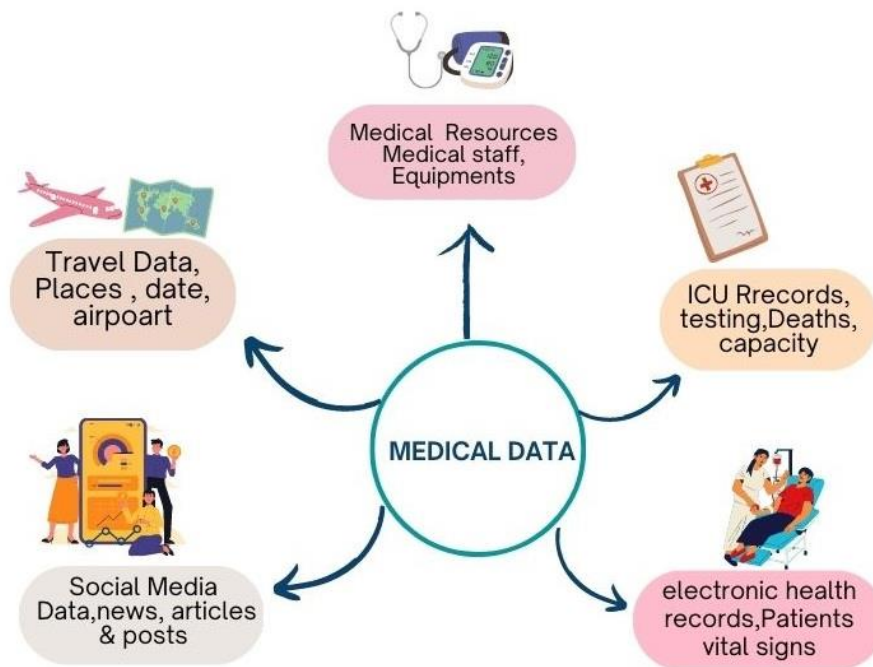 Medical Resources
Medical staff,
Equipments
Travel Data,
Places , date,
airpoart
ICU Rrecords,
testing,Deaths,
capacity
MEDICAL DATA
Social Media
Data,news, articles
& posts
electronic health
records,Patients
vital signs